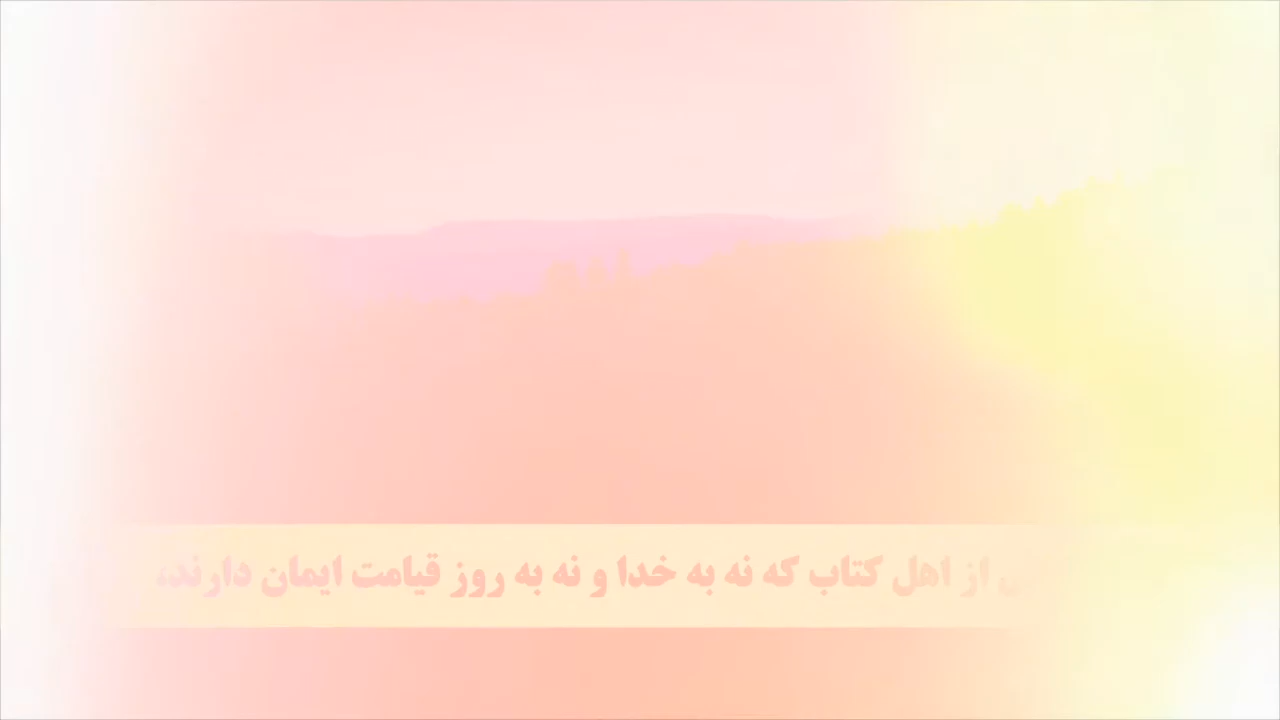 از اهل کتاب که نه به خدا و نه به روز قیامت ایمان دارند،